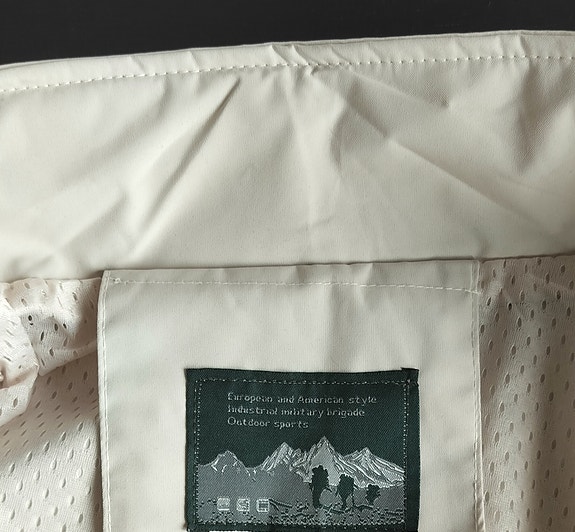 European and American style
Industrial military brigade
Outdoor sports